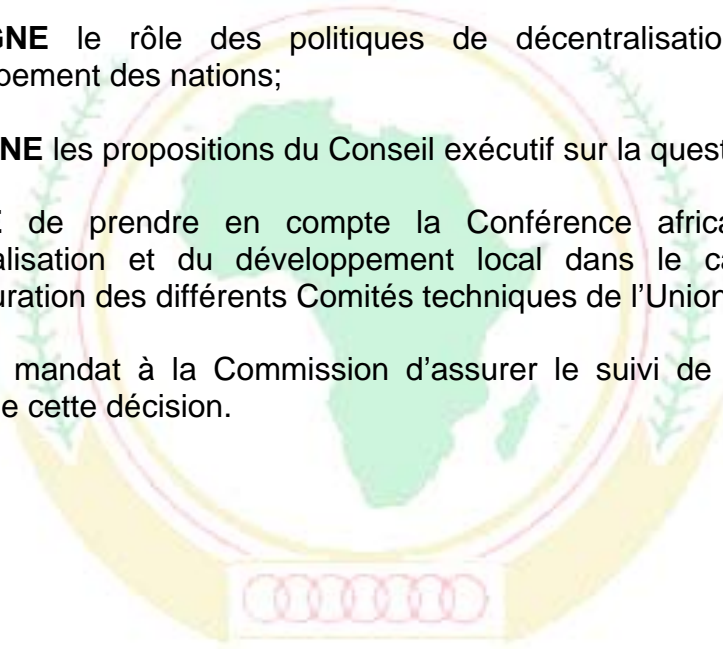 GNE le rôle des politiques de décentralisatio
pement des nations;
NE les propositions du Conseil exécutif sur la quest
de prendre en compte la Conférence africa
alisation et du développement local dans le ca
uration des différents Comités techniques de l'Union
mandat à la Commission d'assurer le suivi de
e cette décision.